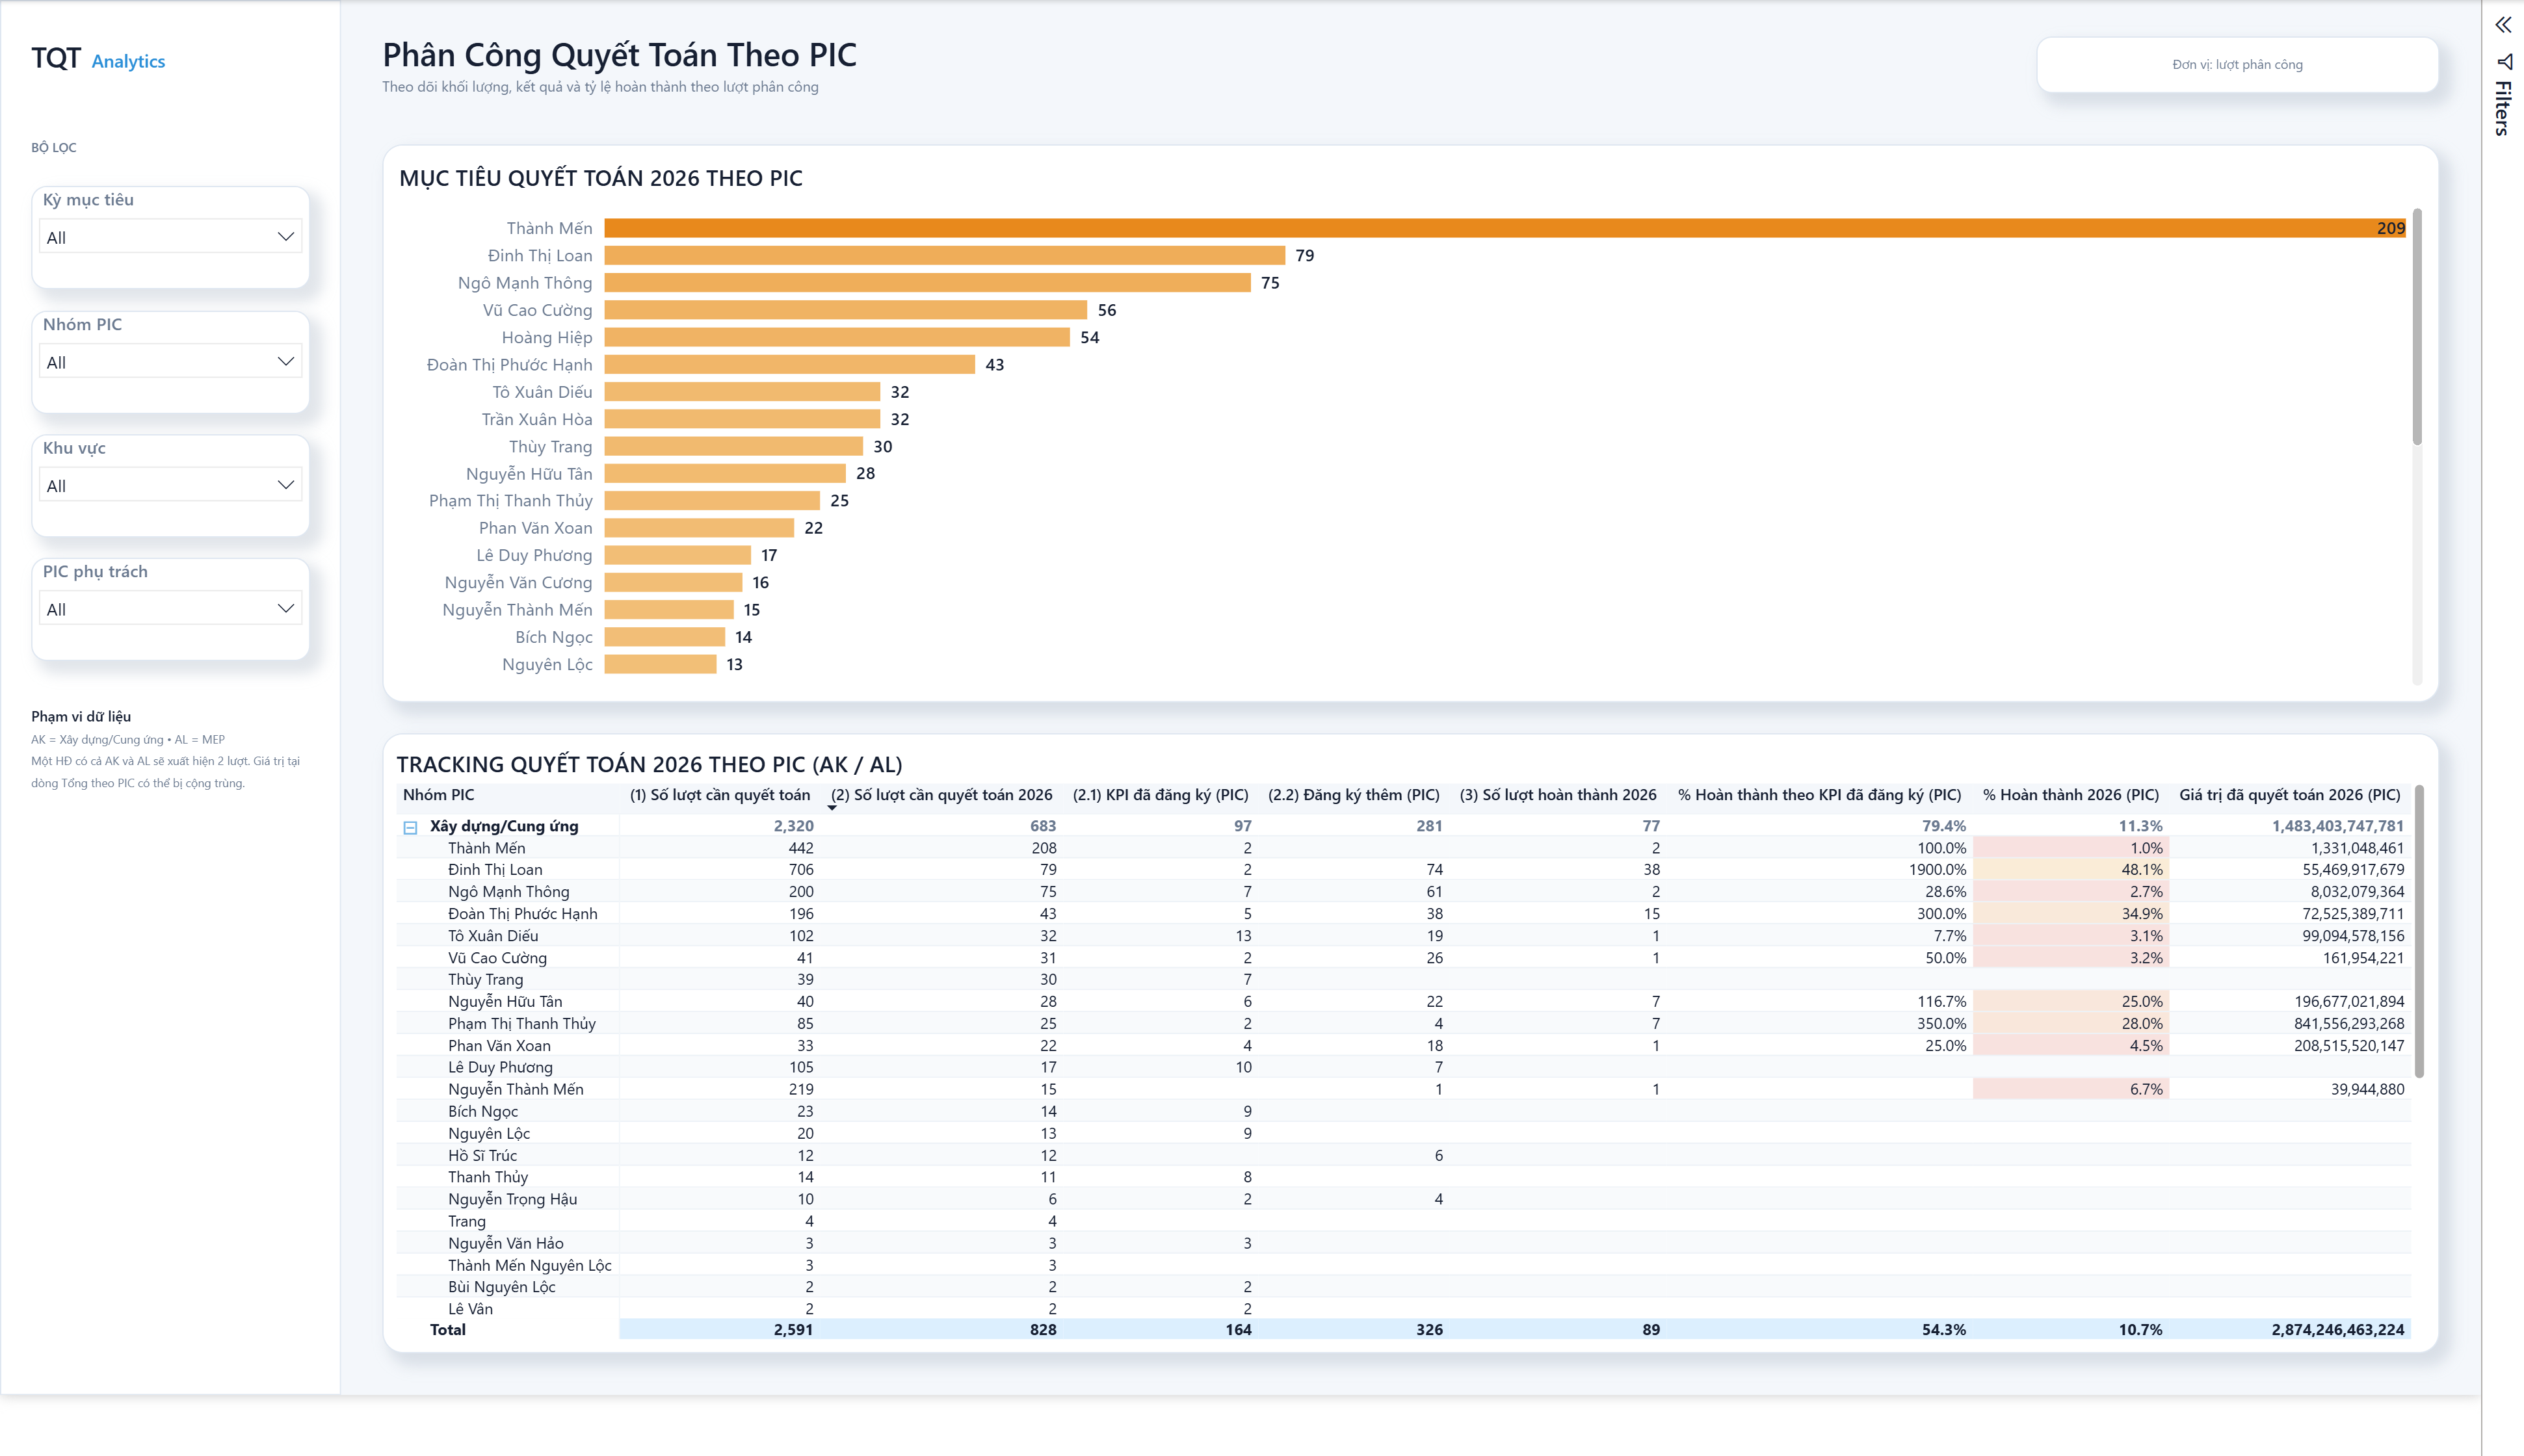 TQT Analytics
BỘ LỌC
Kỳ mục tiêu
All
Nhóm PIC
All
Khu vực
All
PIC phụ trách
All
Phạm vi dữ liệu
AK = Xây dựng/Cung ứng • AL = MEP
Một HĐ có cả AK và AL sẽ xuất hiện 2 lượt. Giá trị tại
dòng Tổng theo PIC có thể bị cộng trùng.
Phân Công Quyết Toán Theo PIC
Theo dõi khối lượng, kết quả và tỷ lệ hoàn thành theo lượt phân công
Đơn vị: lượt phân công
MỤC TIÊU QUYẾT TOÁN 2026 THEO PIC
Thành Mến 209
Đinh Thị Loan 79
Ngô Mạnh Thông 75
Vũ Cao Cường 56
Hoàng Hiệp 54
Đoàn Thị Phước Hạnh 43
Tô Xuân Diếu 32
Trần Xuân Hòa 32
Thùy Trang 30
Nguyễn Hữu Tân 28
Phạm Thị Thanh Thủy 25
Phan Văn Xoan 22
Lê Duy Phương 17
Nguyễn Văn Cương 16
Nguyễn Thành Mến 15
Bích Ngọc 14
Nguyên Lộc 13
TRACKING QUYẾT TOÁN 2026 THEO PIC (AK / AL)
Nhóm PIC (1) Số lượt cần quyết toán (2) Số lượt cần quyết toán 2026 (2.1) KPI đã đăng ký (PIC) (2.2) Đăng ký thêm (PIC) (3) Số lượt hoàn thành 2026 % Hoàn thành theo KPI đã đăng ký (PIC) % Hoàn thành 2026 (PIC) Giá trị đã quyết toán 2026 (PIC)
Xây dựng/Cung ứng 2,320 683 97 281 77 79.4% 11.3% 1,483,403,747,781
Thành Mến 442 208 2 2 100.0% 1.0% 1,331,048,461
Đinh Thị Loan 706 79 2 74 38 1900.0% 48.1% 55,469,917,679
Ngô Mạnh Thông 200 75 7 61 2 28.6% 2.7% 8,032,079,364
Đoàn Thị Phước Hạnh 196 43 5 38 15 300.0% 34.9% 72,525,389,711
Tô Xuân Diếu 102 32 13 19 1 7.7% 3.1% 99,094,578,156
Vũ Cao Cường 41 31 2 26 1 50.0% 3.2% 161,954,221
Thùy Trang 39 30 7
Nguyễn Hữu Tân 40 28 6 22 7 116.7% 25.0% 196,677,021,894
Phạm Thị Thanh Thủy 85 25 2 4 7 350.0% 28.0% 841,556,293,268
Phan Văn Xoan 33 22 4 18 1 25.0% 4.5% 208,515,520,147
Lê Duy Phương 105 17 10 7
Nguyễn Thành Mến 219 15 1 1 6.7% 39,944,880
Bích Ngọc 23 14 9
Nguyên Lộc 20 13 9
Hồ Sĩ Trúc 12 12 6
Thanh Thủy 14 11 8
Nguyễn Trọng Hậu 10 6 2 4
Trang 4 4
Nguyễn Văn Hảo 3 3 3
Thành Mến Nguyên Lộc 3 3
Bùi Nguyên Lộc 2 2 2
Lê Vân 2 2 2
Total 2,591 828 164 326 89 54.3% 10.7% 2,874,246,463,224
Filters